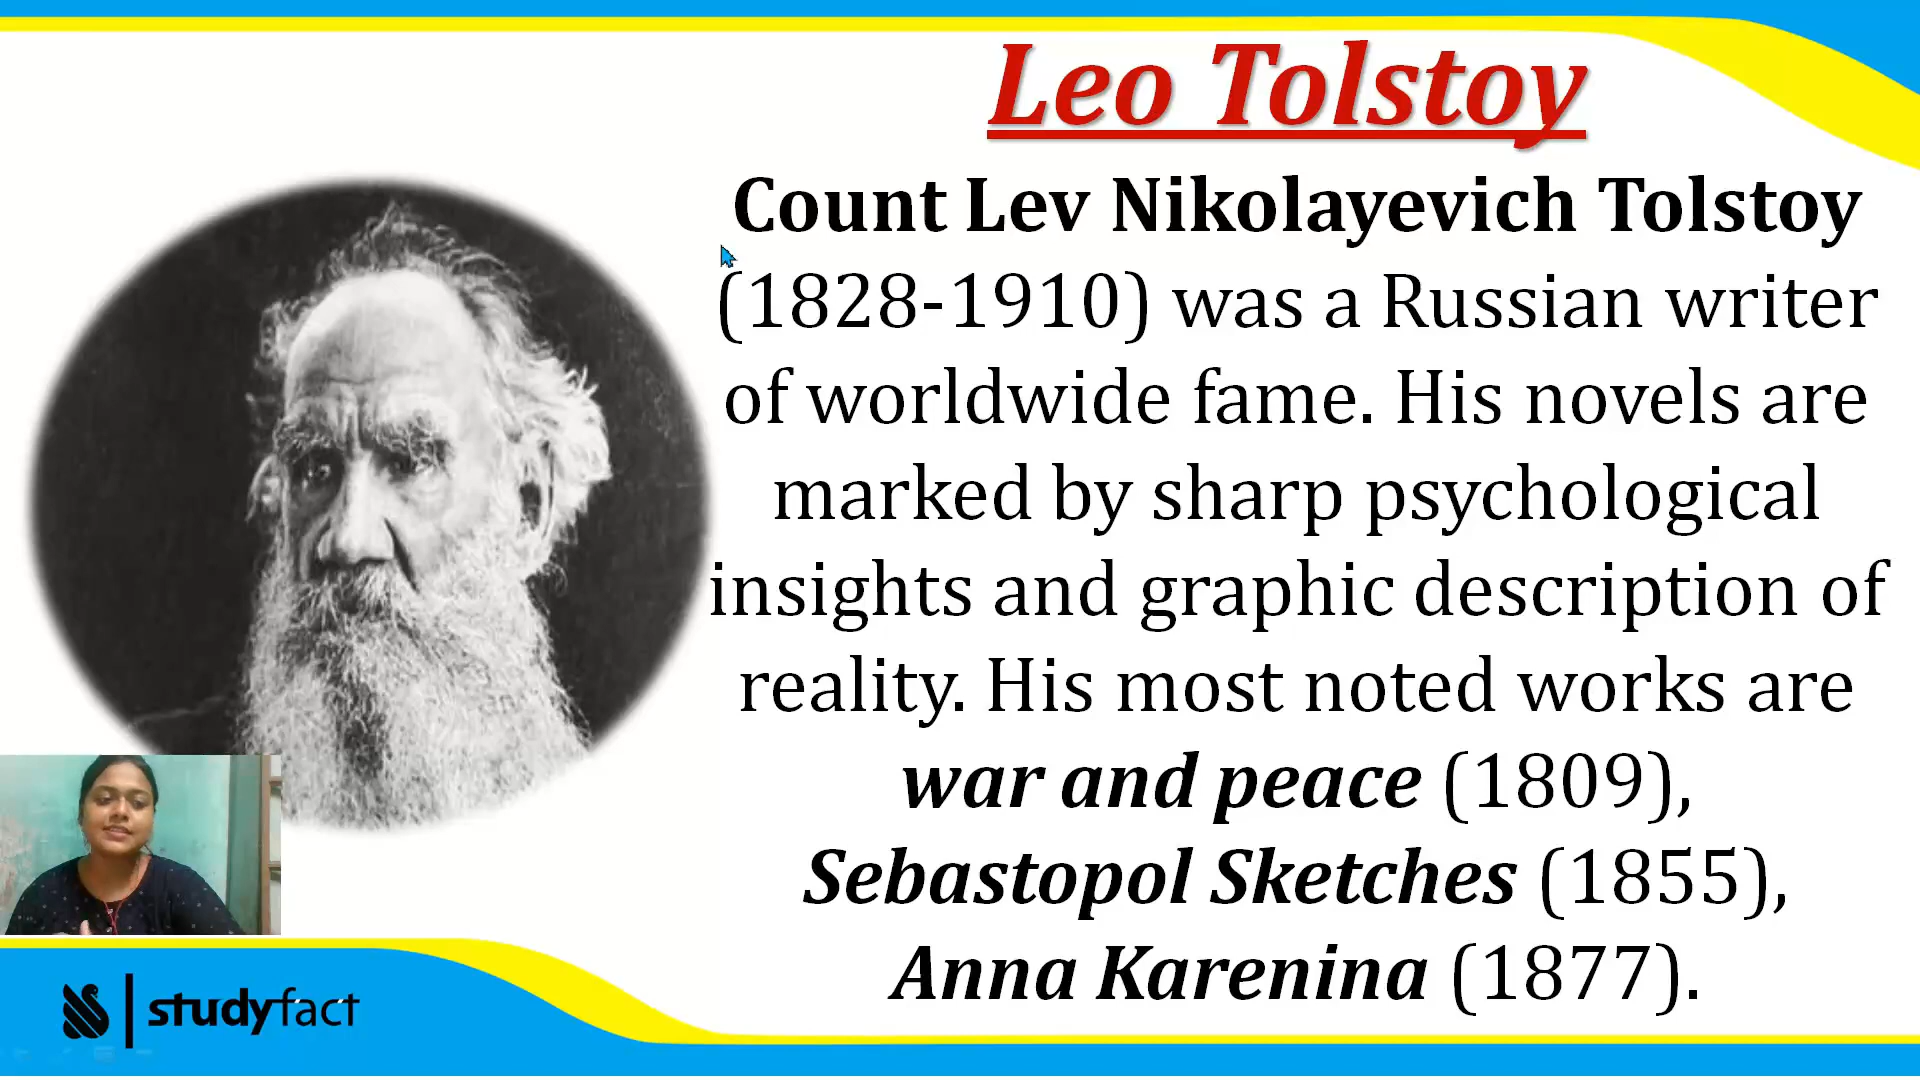 Leo Tolstoy
Count Lev Nikolayevich Tolstoy
(1828-1910) was a Russian writer
of worldwide fame. His novels are
marked by sharp psychological
insights and graphic description of
reality. His most noted works are
war and peace (1809),
Sebastopol Sketches (1855),
Anna Karenina (1877).
studyfact